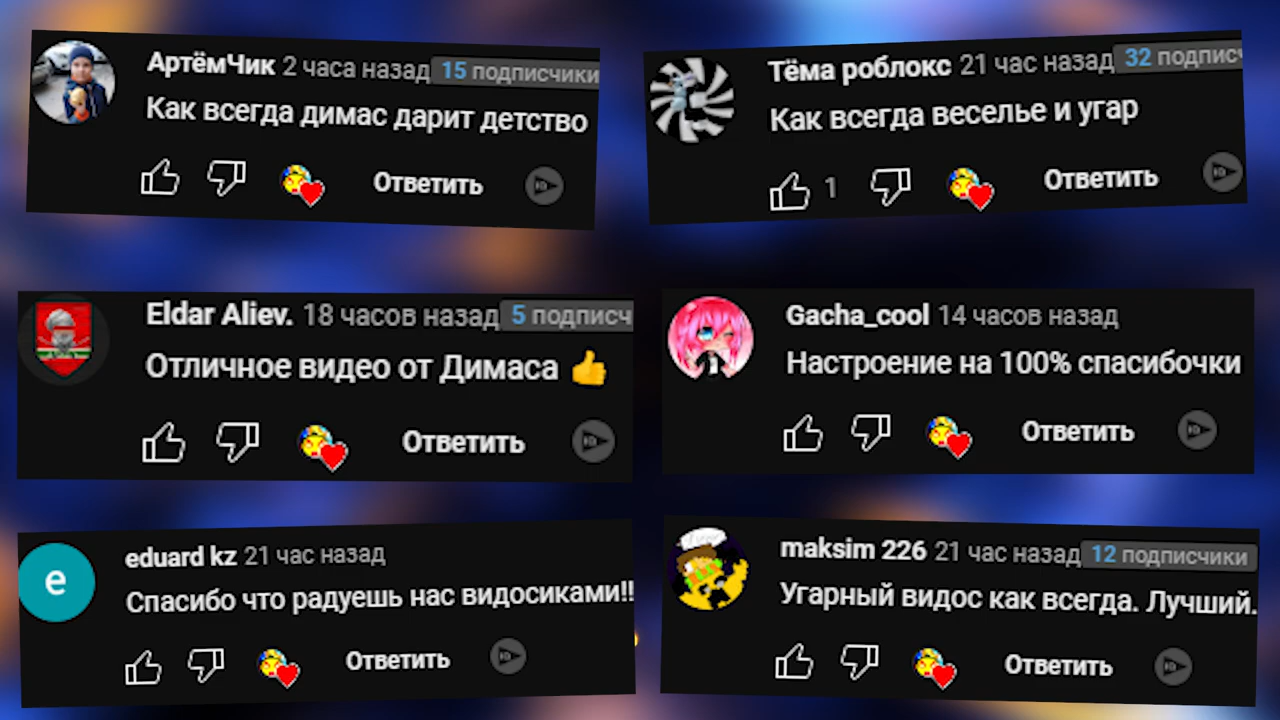 АртёмЧик 2 часа назад 15 подписчики
Как всегда димас дарит детство
Ответить
Тёма роблокс 21 час назад 32 подписч
Как всегда веселье и угар
1 Ответить
Eldar Aliev. 18 часов назад 5 подписч
Отличное видео от Димаса 👍
Ответить
Gacha_cool 14 часов назад
Настроение на 100% спасибочки
Ответить
e
eduard kz 21 час назад
Спасибо что радуешь нас видосиками!!
Ответить
maksim 226 21 час назад 12 подписчики
Угарный видос как всегда. Лучший.
Ответить